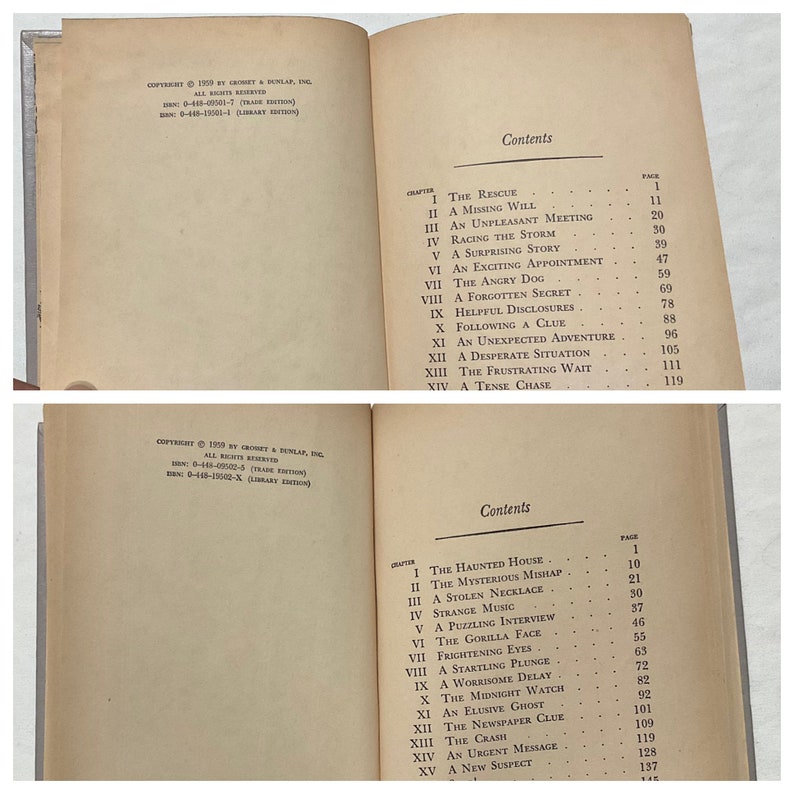 COPYRIGHT © 1959 BY GROSSET & DUNLAP, INC.
ALL RIGHTS RESERVED
ISBN: 0-448-09501-7 (TRADE EDITION)
ISBN: 0-448-19501-1 (LIBRARY EDITION)
Contents
CHAPTER PAGE
I THE RESCUE . . . . . . 1
II A MISSING WILL . . . . . 11
III AN UNPLEASANT MEETING . . . 20
IV RACING THE STORM . . . . 30
V A SURPRISING STORY . . . . 39
VI AN EXCITING APPOINTMENT . . 47
VII THE ANGRY DOG . . . . . 59
VIII A FORGOTTEN SECRET . . . . 69
IX HELPFUL DISCLOSURES . . . . 78
X FOLLOWING A CLUE . . . . 88
XI AN UNEXPECTED ADVENTURE . . 96
XII A DESPERATE SITUATION . . . 105
XIII THE FRUSTRATING WAIT . . . 111
XIV A TENSE CHASE . . . . . 119
COPYRIGHT © 1959 BY GROSSET & DUNLAP, INC.
ALL RIGHTS RESERVED
ISBN: 0-448-09502-5 (TRADE EDITION)
ISBN: 0-448-19502-X (LIBRARY EDITION)
Contents
CHAPTER PAGE
I THE HAUNTED HOUSE . . . . 1
II THE MYSTERIOUS MISHAP . . . 10
III A STOLEN NECKLACE . . . . 21
IV STRANGE MUSIC . . . . . 30
V A PUZZLING INTERVIEW . . . 37
VI THE GORILLA FACE . . . . 46
VII FRIGHTENING EYES . . . . 55
VIII A STARTLING PLUNGE . . . . 63
IX A WORRISOME DELAY . . . . 72
X THE MIDNIGHT WATCH . . . . 82
XI AN ELUSIVE GHOST . . . . 92
XII THE NEWSPAPER CLUE . . . . 101
XIII THE CRASH . . . . . . 109
XIV AN URGENT MESSAGE . . . . 119
XV A NEW SUSPECT . . . . . 128
137